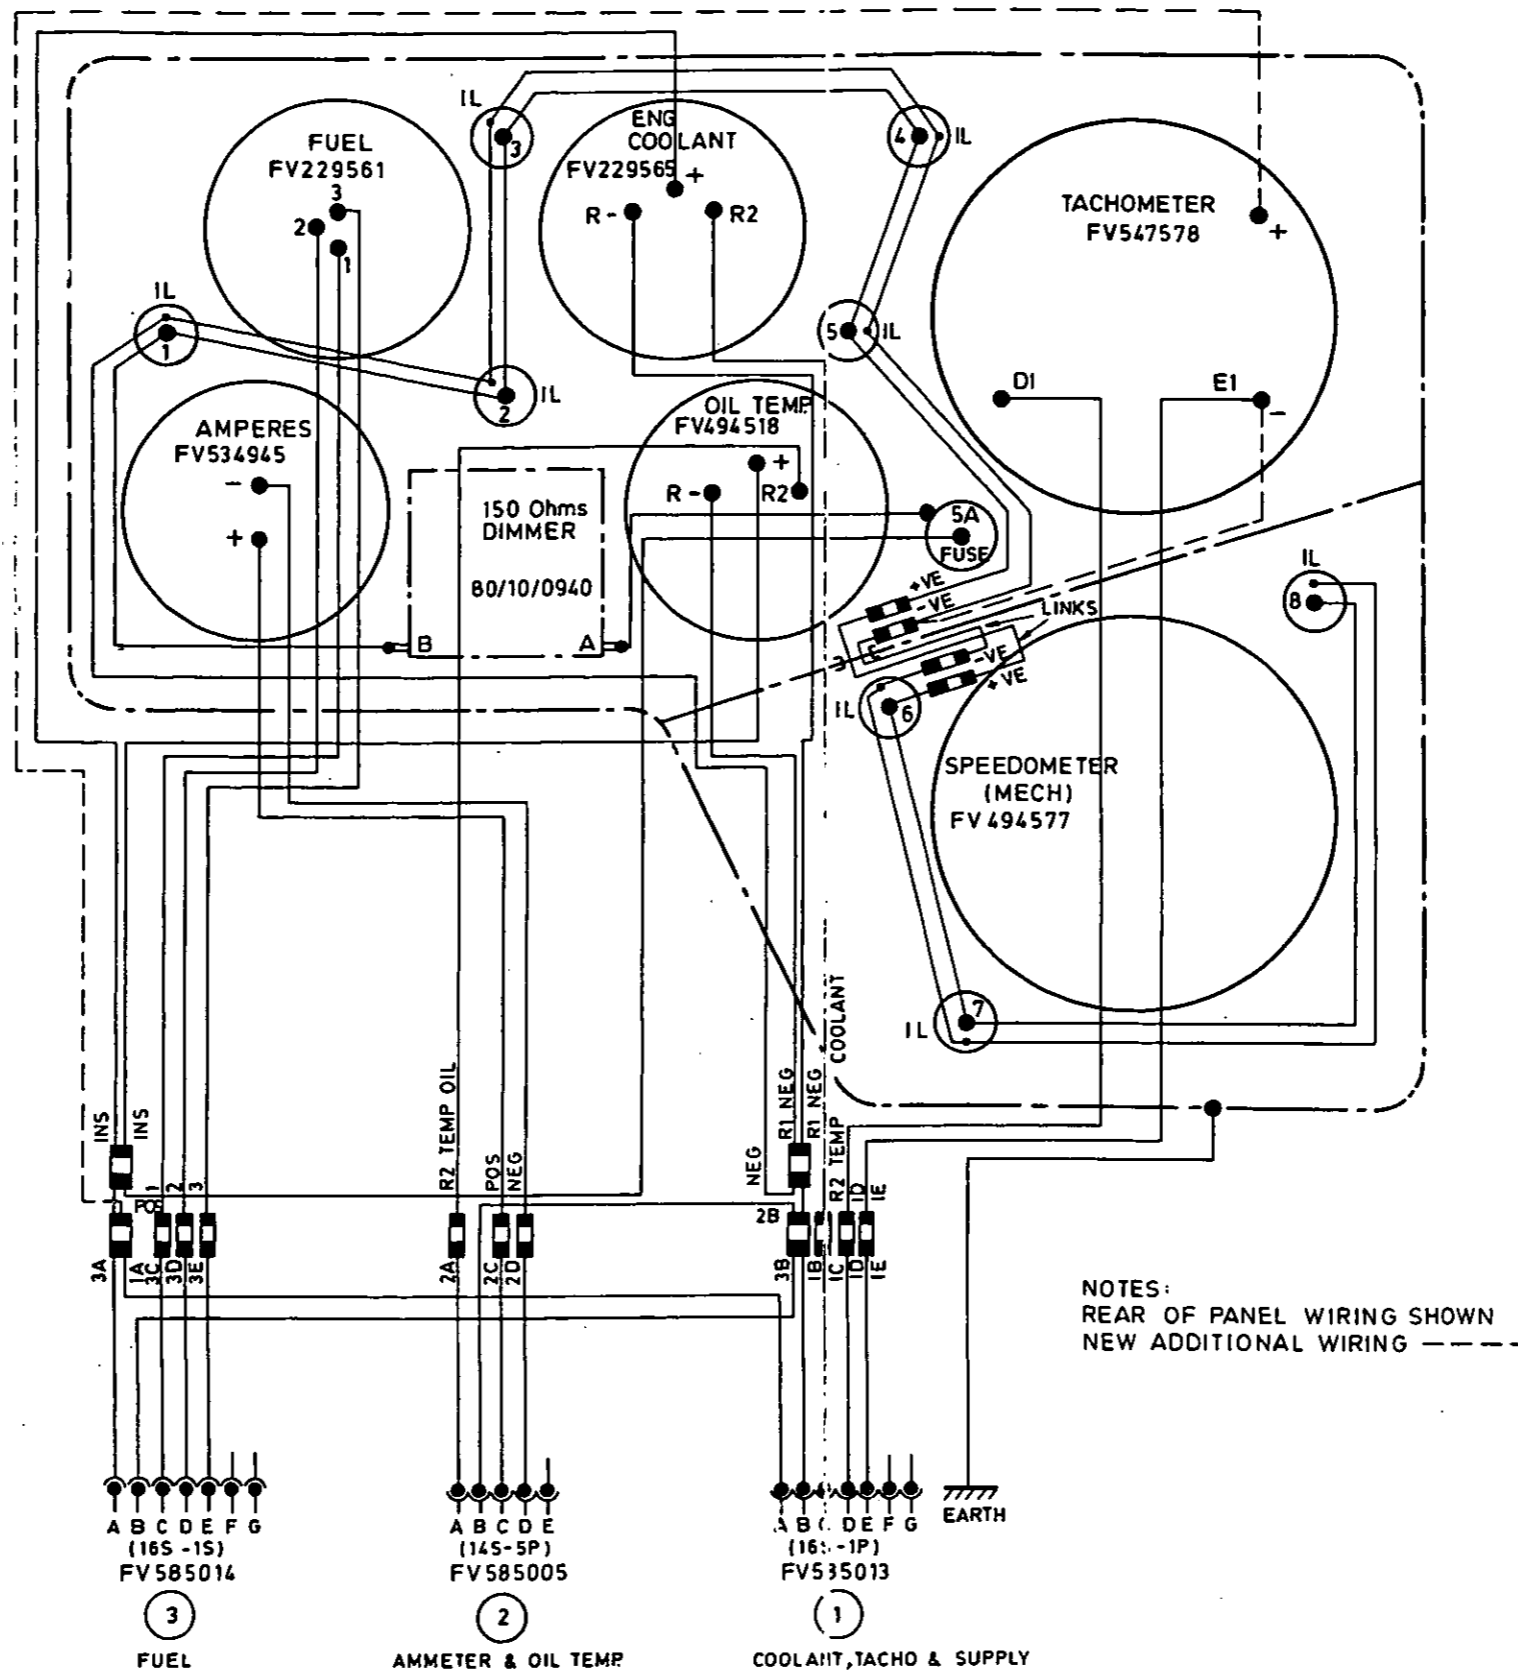 IL
3
FUEL
FV229561
3
2
1
ENG
COOLANT
FV229565
+
R -
R2
4
IL
TACHOMETER
FV547578
+
D1
E1
-
IL
1
IL
2
5
IL
AMPERES
FV534945
-
+
150 Ohms
DIMMER
80/10/0940
B
A
OIL TEMP
FV494518
+
R -
R2
5A
FUSE
+VE
-VE
LINKS
-VE
+VE
IL
8
IL
6
SPEEDOMETER
(MECH)
FV494577
IL
7
INS
INS
POS
1
2
3
R2 TEMP OIL
POS
NEG
NEG
R1 NEG
R1 NEG
COOLANT
R2 TEMP
1D
1E
2B
3A
1A
3C
3D
3E
2A
2C
2D
3B
1B
1C
1D
1E
NOTES:
REAR OF PANEL WIRING SHOWN
NEW ADDITIONAL WIRING
A B C D E F G
(16S -1S)
FV585014
3
FUEL
A B C D E
(14S-5P)
FV585005
2
AMMETER & OIL TEMP.
A B C D E F G
1
COOLANT, TACHO & SUPPLY
EARTH